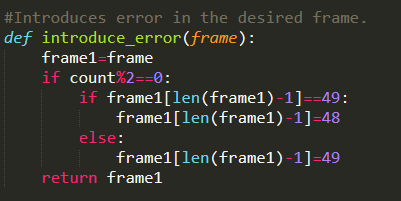 #Introduces error in the desired frame.
def introduce_error(frame):
    frame1=frame
    if count%2==0:
        if frame1[len(frame1)-1]==49:
            frame1[len(frame1)-1]=48
        else:
            frame1[len(frame1)-1]=49
    return frame1